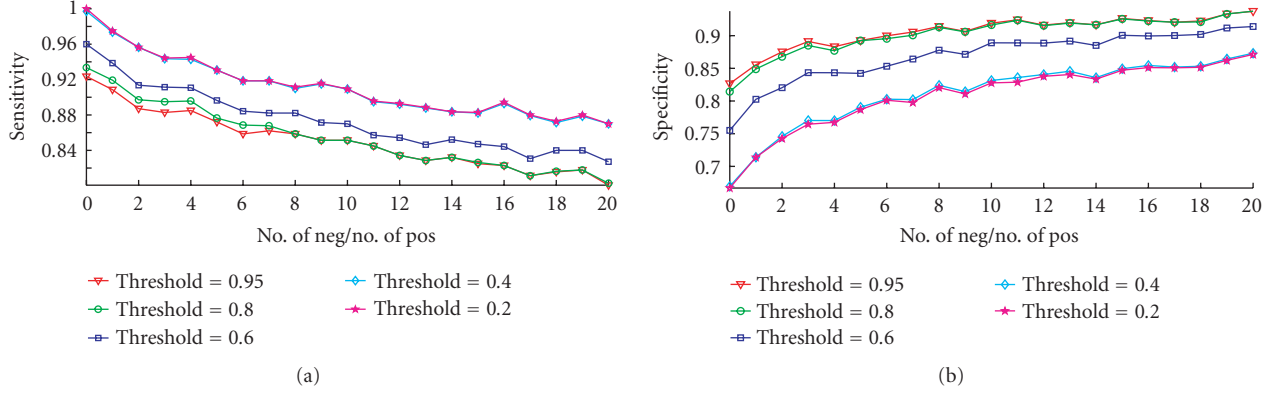 1
0.96
0.92
0.88
0.84
Sensitivity
0 2 4 6 8 10 12 14 16 18 20
No. of neg/no. of pos
Threshold = 0.95
Threshold = 0.8
Threshold = 0.6
Threshold = 0.4
Threshold = 0.2
(a)
0.9
0.85
0.8
0.75
0.7
Specificity
0 2 4 6 8 10 12 14 16 18 20
No. of neg/no. of pos
Threshold = 0.95
Threshold = 0.8
Threshold = 0.6
Threshold = 0.4
Threshold = 0.2
(b)